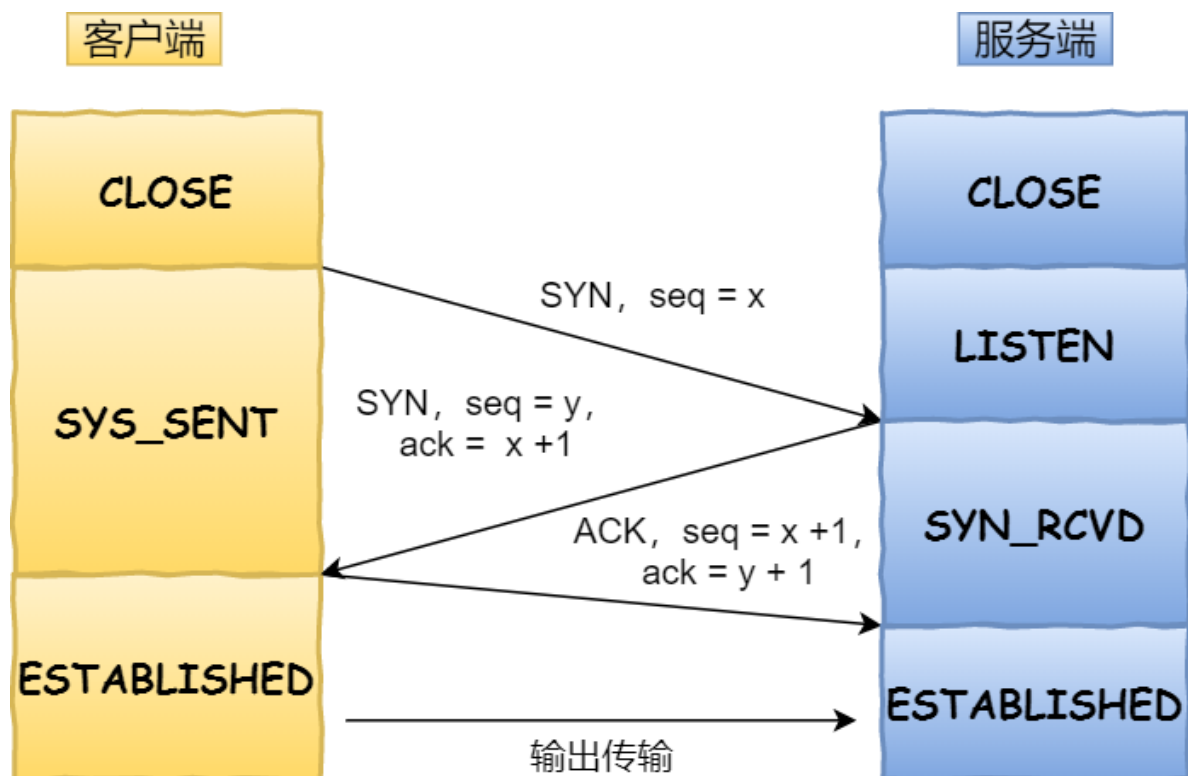 客户端
服务端
CLOSE
CLOSE
SYN, seq = x
LISTEN
SYS_SENT
SYN, seq = y,
ack = x +1
SYN_RCVD
ACK, seq = x +1,
ack = y + 1
ESTABLISHED
ESTABLISHED
输出传输